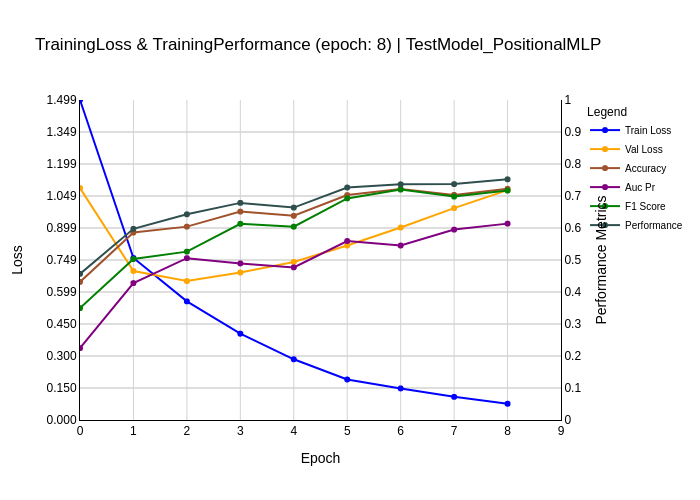 TrainingLoss & TrainingPerformance (epoch: 8) | TestModel_PositionalMLP
1.499
1.349
1.199
1.049
0.899
0.749
0.599
0.450
0.300
0.150
0.000
Loss
0 1 2 3 4 5 6 7 8 9
Epoch
1
0.9
0.8
0.7
0.6
0.5
0.4
0.3
0.2
0.1
0
Performance Metrics
Legend
Train Loss
Val Loss
Accuracy
Auc Pr
F1 Score
Performance